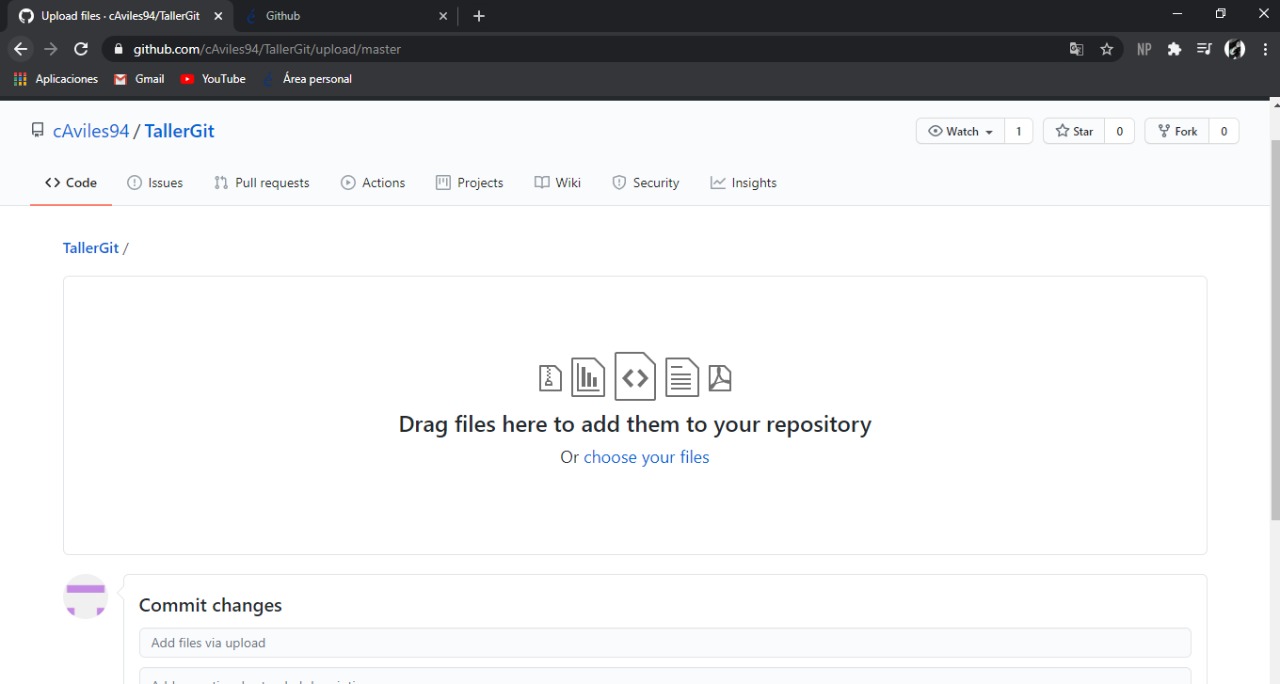 Upload files · cAviles94/TallerGit
Github
github.com/cAviles94/TallerGit/upload/master
NP
Aplicaciones Gmail YouTube Área personal
cAviles94 / TallerGit
Watch 1 Star 0 Fork 0
Code Issues Pull requests Actions Projects Wiki Security Insights
TallerGit /
Drag files here to add them to your repository
Or choose your files
Commit changes
Add files via upload